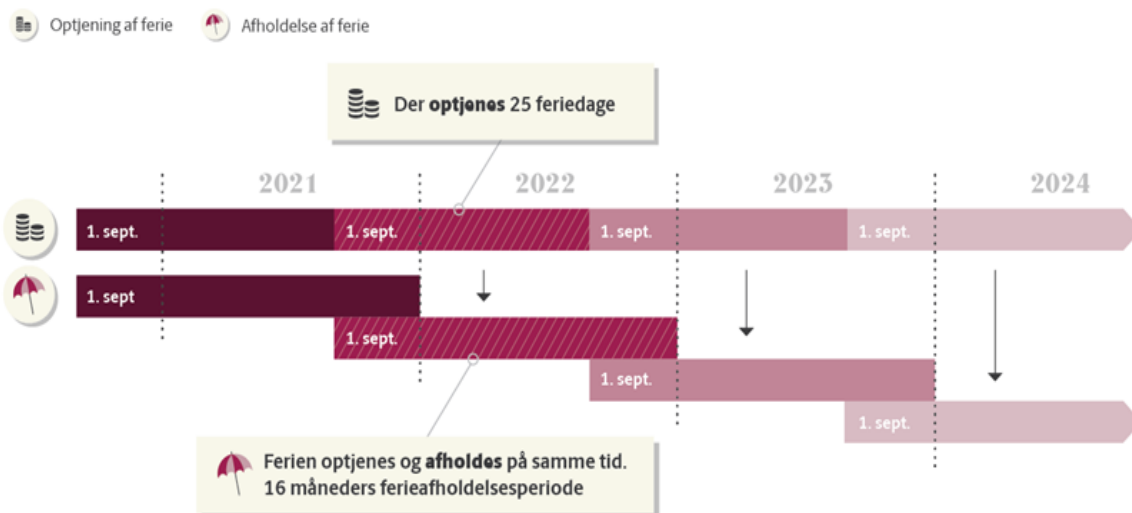 Optjening af ferie
Afholdelse af ferie
Der optjenes 25 feriedage
2021
2022
2023
2024
1. sept.
1. sept.
1. sept.
1. sept.
1. sept
1. sept.
1. sept.
1. sept.
Ferien optjenes og afholdes på samme tid.
16 måneders ferieafholdelsesperiode